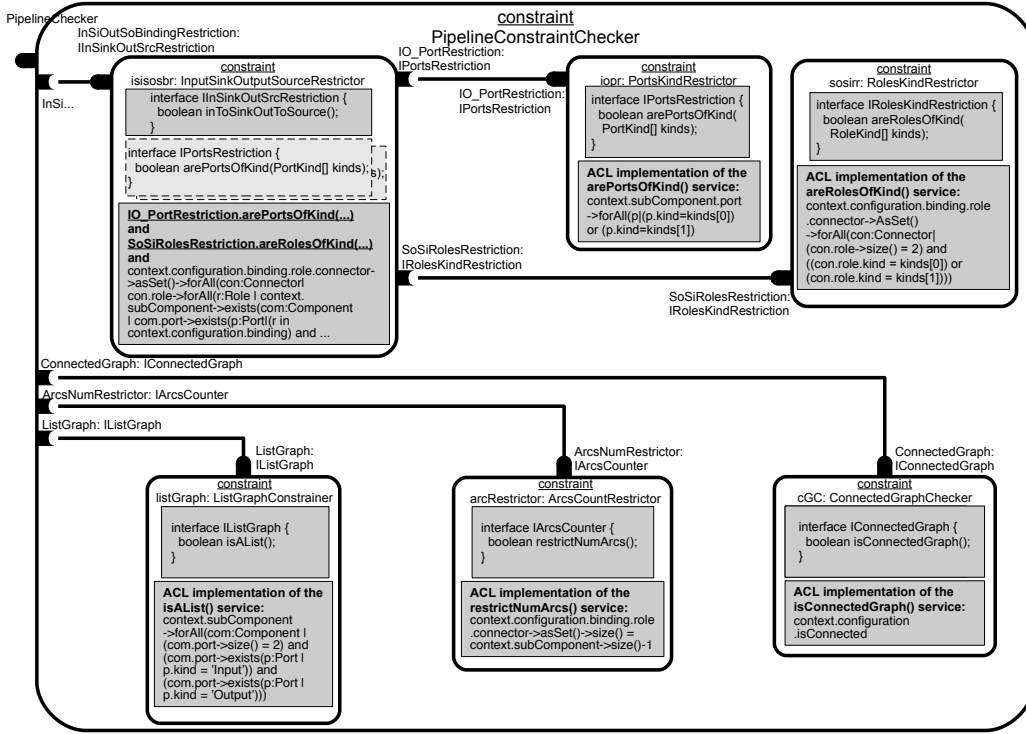 PipelineChecker
constraint
PipelineConstraintChecker
InSiOutSoBindingRestriction:
IInSinkOutSrcRestriction
InSi...
constraint
isisosbr: InputSinkOutputSourceRestrictor
interface IInSinkOutSrcRestriction {
boolean inToSinkOutToSource();
}
interface IPortsRestriction {
boolean arePortsOfKind(PortKind[] kinds);
}
s);
IO_PortRestriction.arePortsOfKind(...)
and
SoSiRolesRestriction.areRolesOfKind(...)
and
context.configuration.binding.role.connector-
>asSet()->forAll(con:Connector|
con.role->forAll(r:Role | context.
subComponent->exists(com:Component
| com.port->exists(p:Port|(r in
context.configuration.binding) and ...
IO_PortRestriction:
IPortsRestriction
IO_PortRestriction:
IPortsRestriction
constraint
iopr: PortsKindRestrictor
interface IPortsRestriction {
boolean arePortsOfKind(
PortKind[] kinds);
}
ACL implementation of the
arePortsOfKind() service:
context.subComponent.port
->forAll(p|(p.kind=kinds[0])
or (p.kind=kinds[1])
constraint
sosirr: RolesKindRestrictor
interface IRolesKindRestriction {
boolean areRolesOfKind(
RoleKind[] kinds);
}
ACL implementation of the
areRolesOfKind() service:
context.configuration.binding.role
.connector->AsSet()
->forAll(con:Connector|
(con.role->size() = 2) and
((con.role.kind = kinds[0]) or
(con.role.kind = kinds[1])))
SoSiRolesRestriction:
IRolesKindRestriction
SoSiRolesRestriction:
IRolesKindRestriction
ConnectedGraph: IConnectedGraph
ArcsNumRestrictor: IArcsCounter
ListGraph: IListGraph
ListGraph:
IListGraph
constraint
listGraph: ListGraphConstrainer
interface IListGraph {
boolean isAList();
}
ACL implementation of the
isAList() service:
context.subComponent
->forAll(com:Component |
(com.port->size() = 2) and
(com.port->exists(p:Port |
p.kind = 'Input')) and
(com.port->exists(p:Port |
p.kind = 'Output')))
ArcsNumRestrictor:
IArcsCounter
constraint
arcRestrictor: ArcsCountRestrictor
interface IArcsCounter {
boolean restrictNumArcs();
}
ACL implementation of the
restrictNumArcs() service:
context.configuration.binding.role
.connector->asSet()->size() =
context.subComponent->size()-1
ConnectedGraph:
IConnectedGraph
constraint
cGC: ConnectedGraphChecker
interface IConnectedGraph {
boolean isConnectedGraph();
}
ACL implementation of the
isConnectedGraph() service:
context.configuration
.isConnected